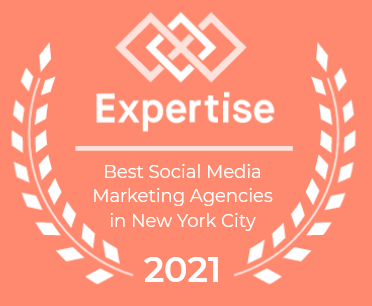 Expertise
Best Social Media
Marketing Agencies
in New York City
2021